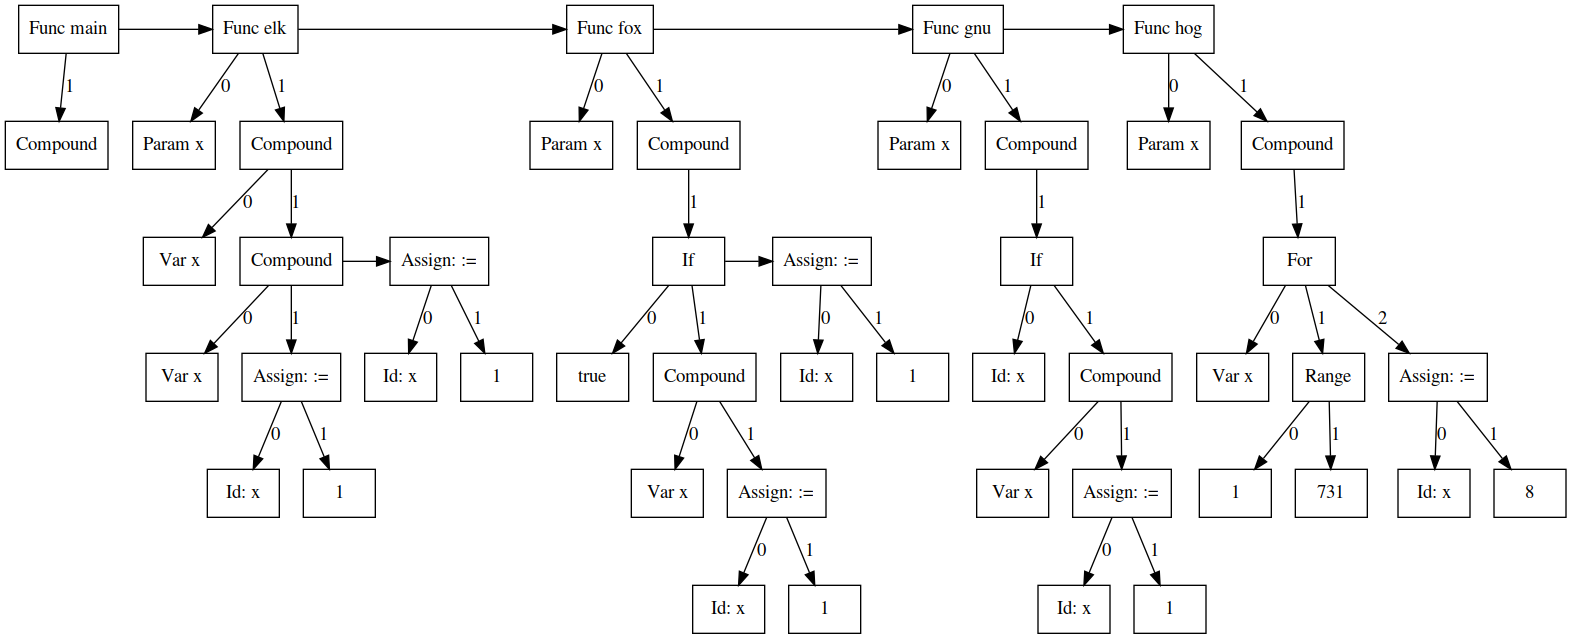 Func main
Func elk
Func fox
Func gnu
Func hog
1
0
1
0
1
0
1
0
1
Compound
Param x
Compound
Param x
Compound
Param x
Compound
Param x
Compound
0
1
1
1
1
Var x
Compound
Assign: :=
If
Assign: :=
If
For
0
1
0
1
0
1
0
1
0
1
0
1
2
Var x
Assign: :=
Id: x
1
true
Compound
Id: x
1
Id: x
Compound
Var x
Range
Assign: :=
0
1
0
1
0
1
0
1
0
1
Id: x
1
Var x
Assign: :=
Var x
Assign: :=
1
731
Id: x
8
0
1
0
1
Id: x
1
Id: x
1